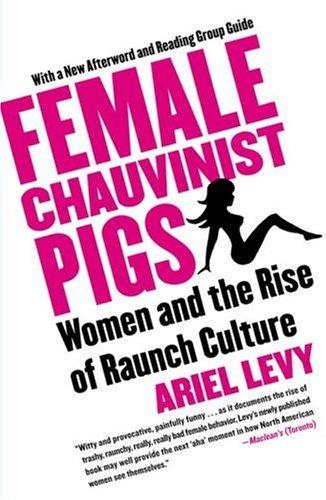 With a New Afterword and Reading Group Guide
FEMALE
CHAUVINIST
PIGS
Women and the Rise
of Raunch Culture
ARIEL LEVY
"Witty and provocative, painfully funny . . . as it documents the rise of
trashy, raunchy, really, really bad female behavior, Levy's newly published
book may well provide the next 'aha' moment in how North American
women see themselves."
—Maclean's (Toronto)